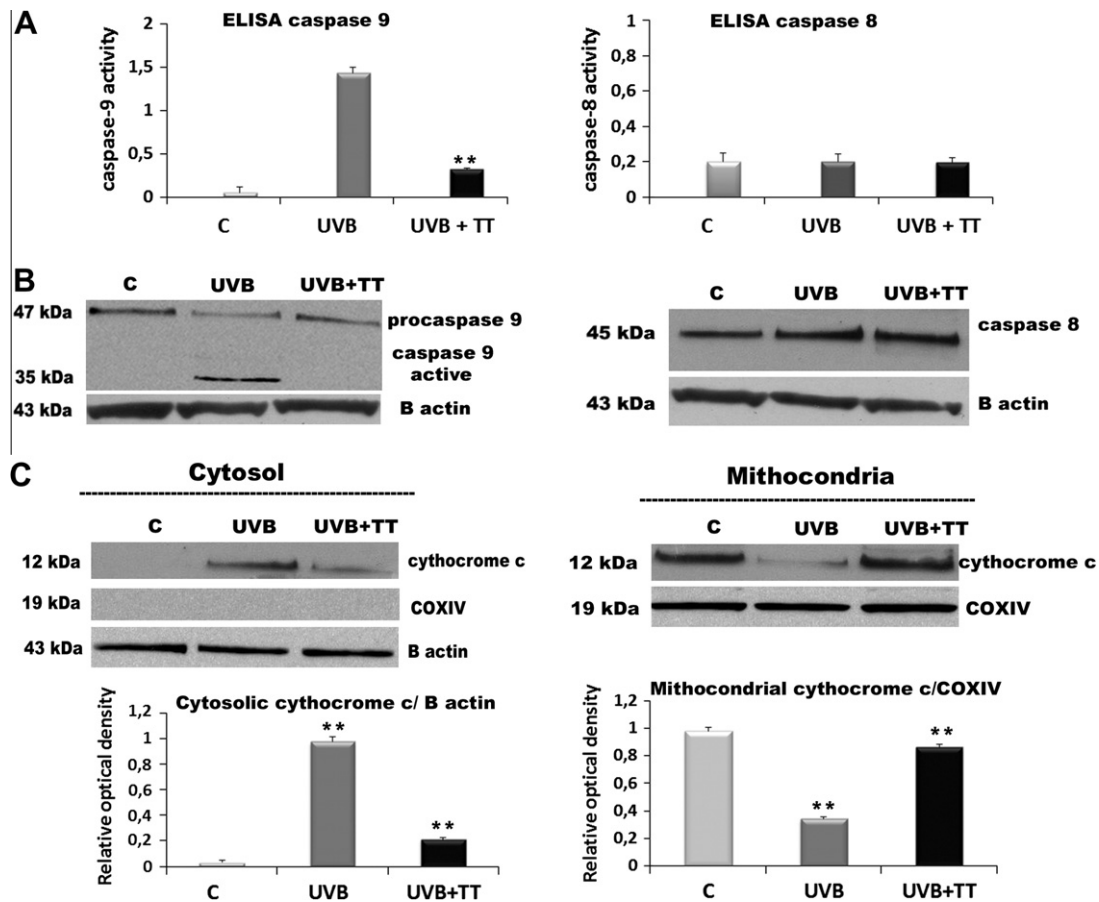 A
ELISA caspase 9
caspase-9 activity
2
1,5
1
0,5
0
**
C UVB UVB + TT
ELISA caspase 8
caspase-8 activity
1
0,8
0,6
0,4
0,2
0
C UVB UVB + TT
B
C UVB UVB+TT
47 kDa procaspase 9
caspase 9
active
35 kDa
43 kDa B actin
C UVB UVB+TT
45 kDa caspase 8
43 kDa B actin
C
Cytosol
C UVB UVB+TT
12 kDa cythocrome c
19 kDa COXIV
43 kDa B actin
Mithocondria
C UVB UVB+TT
12 kDa cythocrome c
19 kDa COXIV
Cytosolic cythocrome c/ B actin
Relative optical density
1,2
1
0,8
0,6
0,4
0,2
0
**
**
C UVB UVB+TT
Mithocondrial cythocrome c/COXIV
Relative optical density
1,2
1
0,8
0,6
0,4
0,2
0
**
**
C UVB UVB+TT